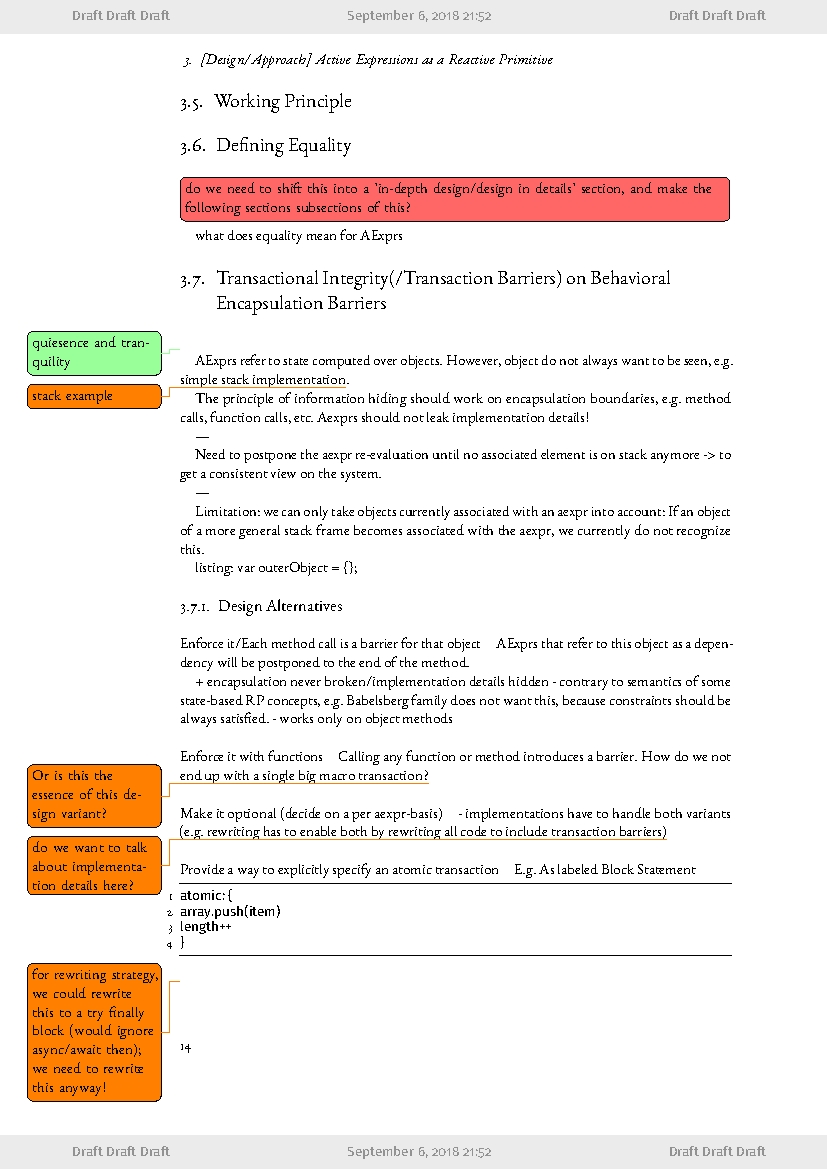 Draft Draft Draft September 6, 2018 21:52 Draft Draft Draft
3. [Design/Approach] Active Expressions as a Reactive Primitive
3.5. Working Principle
3.6. Defining Equality
do we need to shift this into a 'in-depth design/design in details' section, and make the
following sections subsections of this?
what does equality mean for AExprs
3.7. Transactional Integrity(/Transaction Barriers) on Behavioral
Encapsulation Barriers
quiesence and tran-
quility
AExprs refer to state computed over objects. However, object do not always want to be seen, e.g.
simple stack implementation.
stack example
The principle of information hiding should work on encapsulation boundaries, e.g. method
calls, function calls, etc. Aexprs should not leak implementation details!
—
Need to postpone the aexpr re-evaluation until no associated element is on stack anymore -> to
get a consistent view on the system.
—
Limitation: we can only take objects currently associated with an aexpr into account: If an object
of a more general stack frame becomes associated with the aexpr, we currently do not recognize
this.
listing: var outerObject = {};
3.7.1. Design Alternatives
Enforce it/Each method call is a barrier for that object AExprs that refer to this object as a depen-
dency will be postponed to the end of the method.
+ encapsulation never broken/implementation details hidden - contrary to semantics of some
state-based RP concepts, e.g. Babelsberg family does not want this, because constraints should be
always satisfied. - works only on object methods
Enforce it with functions Calling any function or method introduces a barrier. How do we not
end up with a single big macro transaction?
Or is this the
essence of this de-
sign variant?
Make it optional (decide on a per aexpr-basis) - implementations have to handle both variants
(e.g. rewriting has to enable both by rewriting all code to include transaction barriers)
do we want to talk
about implementa-
tion details here?
Provide a way to explicitly specify an atomic transaction E.g. As labeled Block Statement
1 atomic: {
2 array.push(item)
3 length++
4 }
for rewriting strategy,
we could rewrite
this to a try finally
block (would ignore
async/await then);
we need to rewrite
this anyway!
14
Draft Draft Draft September 6, 2018 21:52 Draft Draft Draft